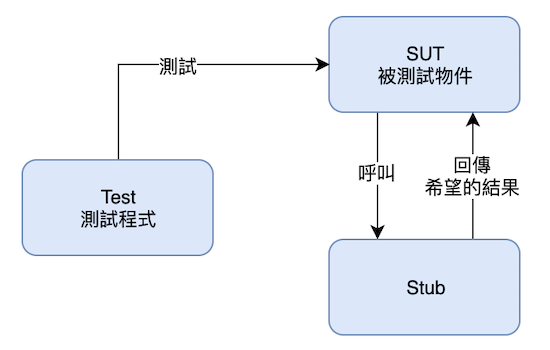 測試
SUT
被測試物件
呼叫
回傳
希望的結果
Test
測試程式
Stub